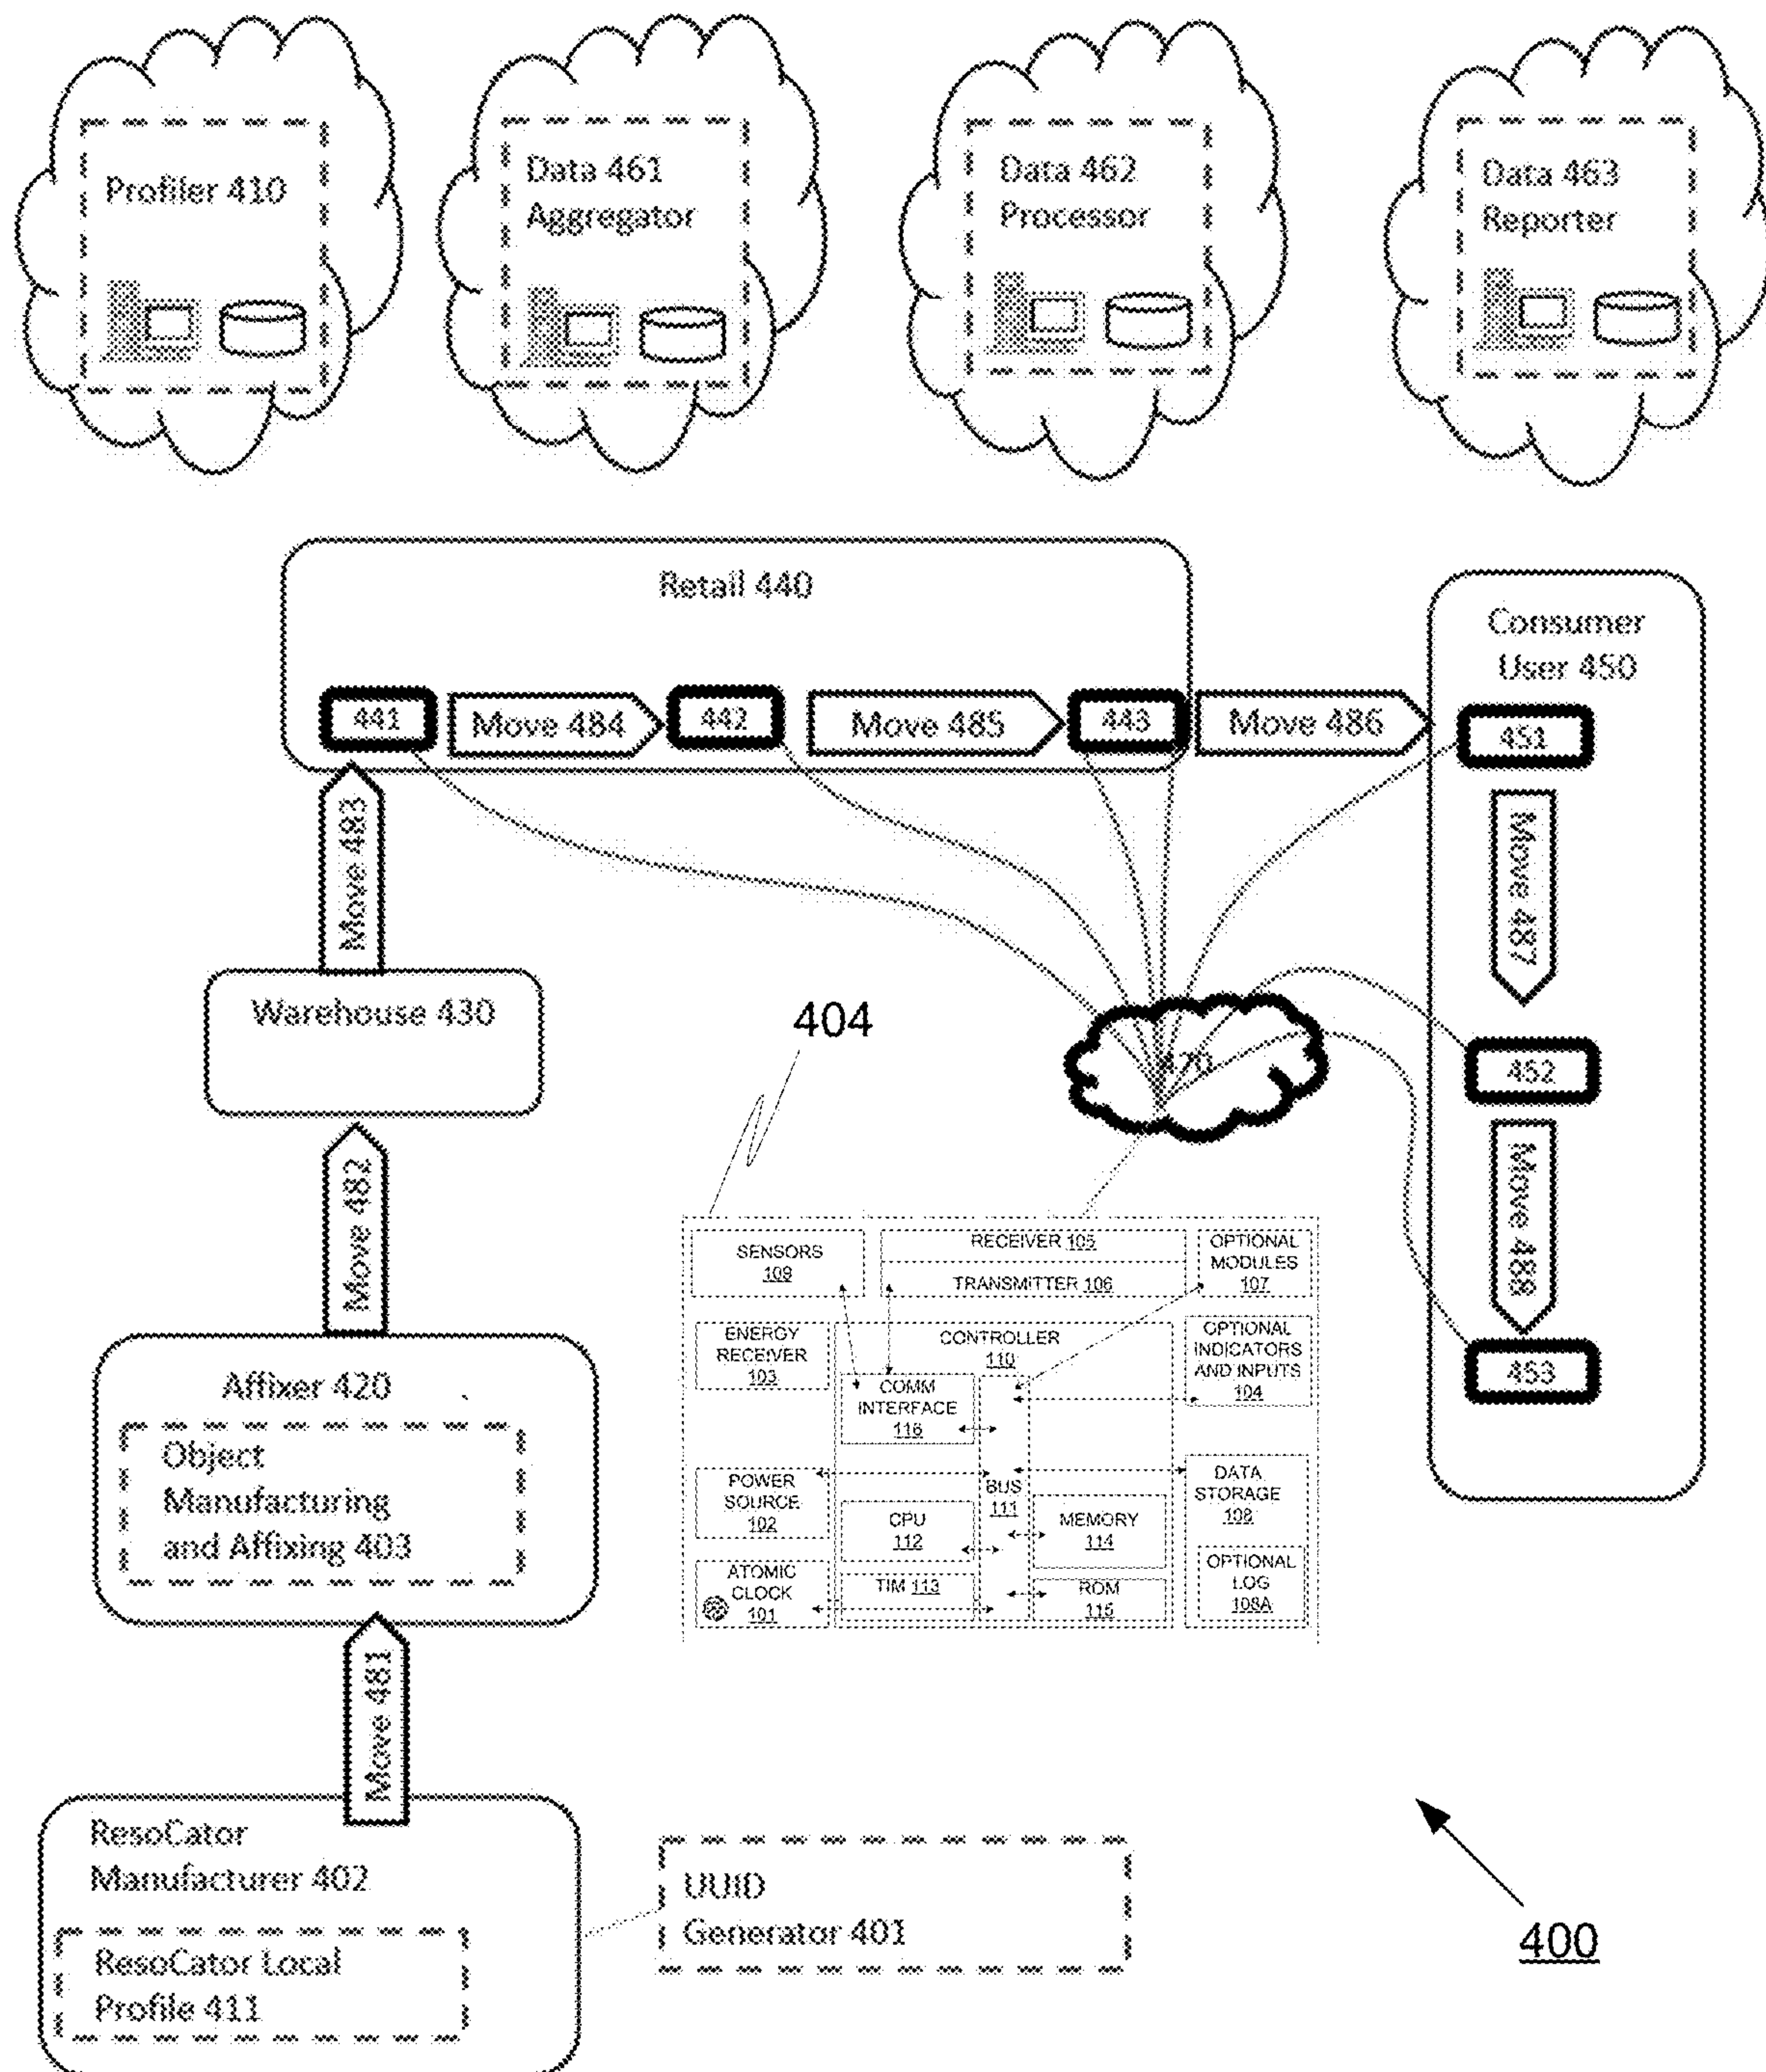 Profiler 410
Data 461
Aggregator
Data 462
Processor
Data 463
Reporter
Retail 440
Consumer
User 450
441
Move 484
442
Move 485
443
Move 486
451
Move 483
Move 487
Warehouse 430
404
470
452
Move 482
Move 488
SENSORS
109
RECEIVER 105
TRANSMITTER 106
OPTIONAL
MODULES
107
ENERGY
RECEIVER
103
CONTROLLER
110
OPTIONAL
INDICATORS
AND INPUTS
104
453
Affixer 420
Object
Manufacturing
and Affixing 403
COMM
INTERFACE
116
POWER
SOURCE
102
BUS
111
DATA
STORAGE
108
CPU
112
MEMORY
114
ATOMIC
CLOCK
101
TIM 113
ROM
115
OPTIONAL
LOG
108A
Move 481
ResoCator
Manufacturer 402
UUID
Generator 401
ResoCator Local
Profile 411
400